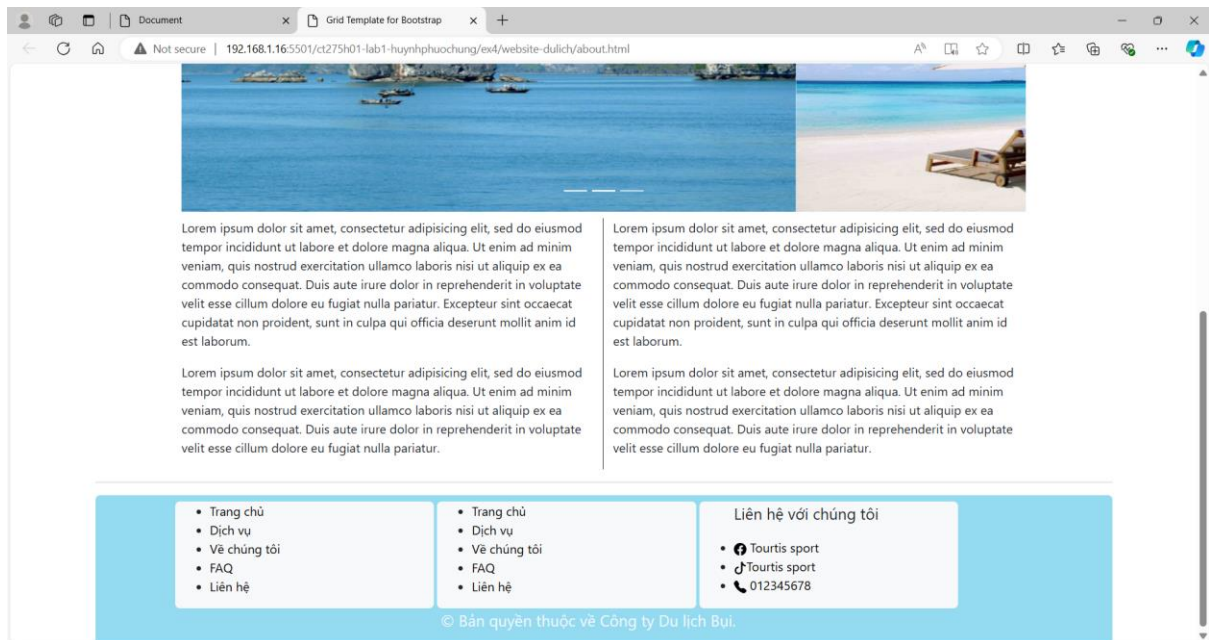 Document
Grid Template for Bootstrap
Not secure | 192.168.1.16:5501/ct275h01-lab1-huynhphuochung/ex4/website-dulich/about.html
Lorem ipsum dolor sit amet, consectetur adipisicing elit, sed do eiusmod
tempor incididunt ut labore et dolore magna aliqua. Ut enim ad minim
veniam, quis nostrud exercitation ullamco laboris nisi ut aliquip ex ea
commodo consequat. Duis aute irure dolor in reprehenderit in voluptate
velit esse cillum dolore eu fugiat nulla pariatur. Excepteur sint occaecat
cupidatat non proident, sunt in culpa qui officia deserunt mollit anim id
est laborum.
Lorem ipsum dolor sit amet, consectetur adipisicing elit, sed do eiusmod
tempor incididunt ut labore et dolore magna aliqua. Ut enim ad minim
veniam, quis nostrud exercitation ullamco laboris nisi ut aliquip ex ea
commodo consequat. Duis aute irure dolor in reprehenderit in voluptate
velit esse cillum dolore eu fugiat nulla pariatur.
Lorem ipsum dolor sit amet, consectetur adipisicing elit, sed do eiusmod
tempor incididunt ut labore et dolore magna aliqua. Ut enim ad minim
veniam, quis nostrud exercitation ullamco laboris nisi ut aliquip ex ea
commodo consequat. Duis aute irure dolor in reprehenderit in voluptate
velit esse cillum dolore eu fugiat nulla pariatur. Excepteur sint occaecat
cupidatat non proident, sunt in culpa qui officia deserunt mollit anim id
est laborum.
Lorem ipsum dolor sit amet, consectetur adipisicing elit, sed do eiusmod
tempor incididunt ut labore et dolore magna aliqua. Ut enim ad minim
veniam, quis nostrud exercitation ullamco laboris nisi ut aliquip ex ea
commodo consequat. Duis aute irure dolor in reprehenderit in voluptate
velit esse cillum dolore eu fugiat nulla pariatur.
• Trang chủ
• Dịch vụ
• Về chúng tôi
• FAQ
• Liên hệ
• Trang chủ
• Dịch vụ
• Về chúng tôi
• FAQ
• Liên hệ
Liên hệ với chúng tôi
• Tourtis sport
• Tourtis sport
• 012345678
© Bản quyền thuộc về Công ty Du lịch Bụi.